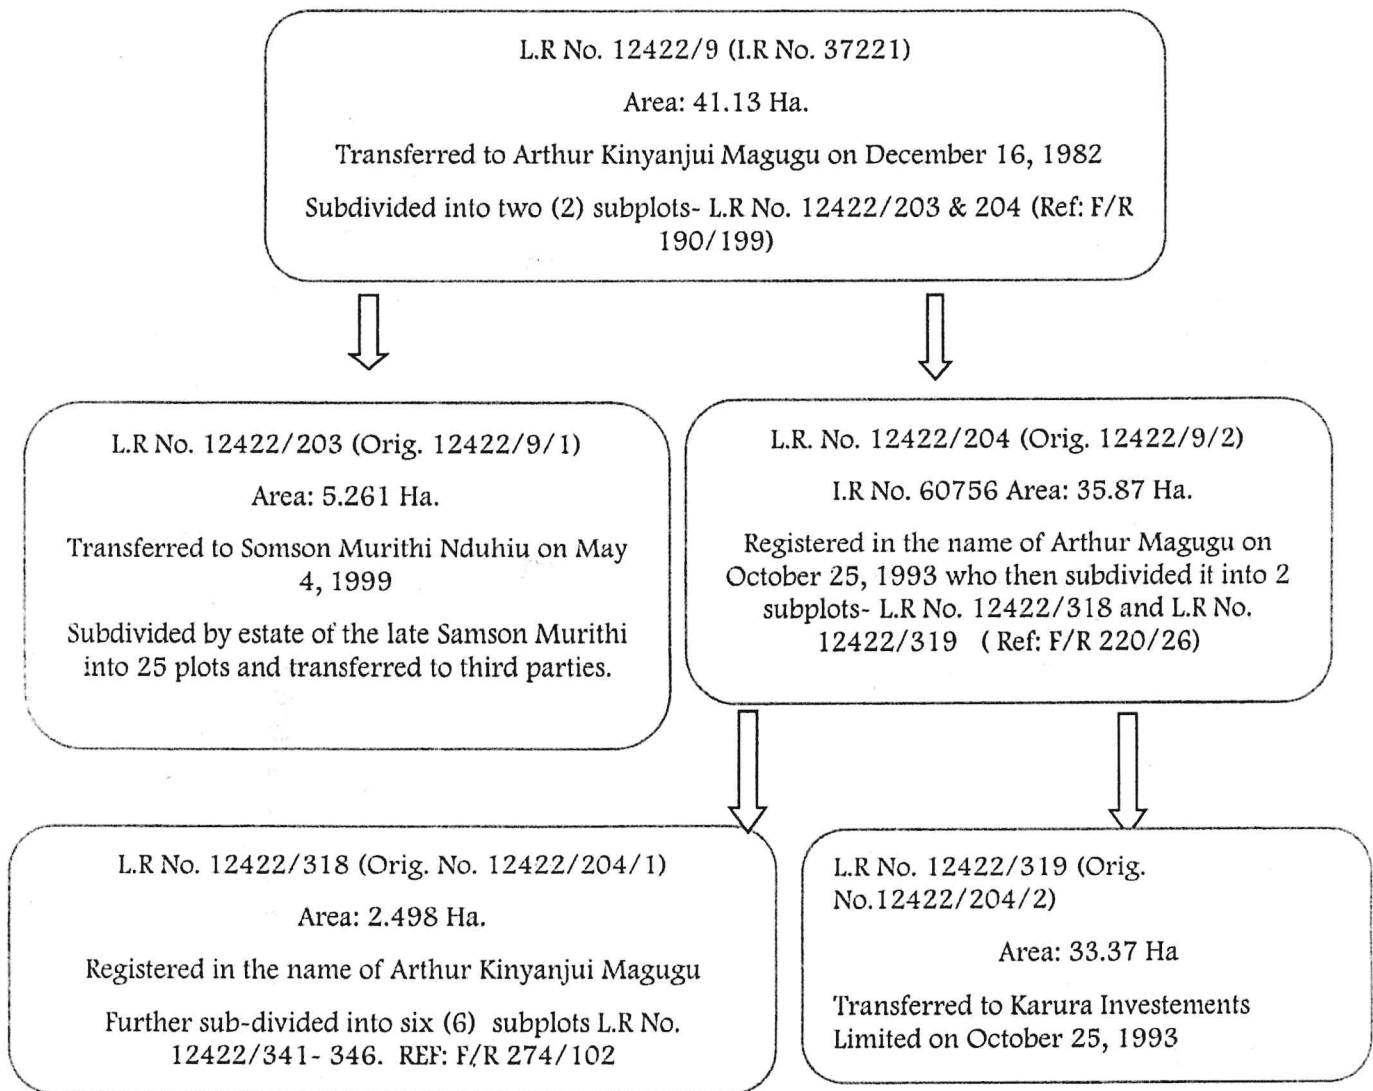 L.R No. 12422/9 (I.R No. 37221)
Area: 41.13 Ha.
Transferred to Arthur Kinyanjui Magugu on December 16, 1982
Subdivided into two (2) subplots- L.R No. 12422/203 & 204 (Ref: F/R
190/199)
L.R No. 12422/203 (Orig. 12422/9/1)
Area: 5.261 Ha.
Transferred to Somson Murithi Nduhiu on May
4, 1999
Subdivided by estate of the late Samson Murithi
into 25 plots and transferred to third parties.
L.R. No. 12422/204 (Orig. 12422/9/2)
I.R No. 60756 Area: 35.87 Ha.
Registered in the name of Arthur Magugu on
October 25, 1993 who then subdivided it into 2
subplots- L.R No. 12422/318 and L.R No.
12422/319 ( Ref: F/R 220/26)
L.R No. 12422/318 (Orig. No. 12422/204/1)
Area: 2.498 Ha.
Registered in the name of Arthur Kinyanjui Magugu
Further sub-divided into six (6) subplots L.R No.
12422/341- 346. REF: F/R 274/102
L.R No. 12422/319 (Orig.
No.12422/204/2)
Area: 33.37 Ha
Transferred to Karura Investements
Limited on October 25, 1993